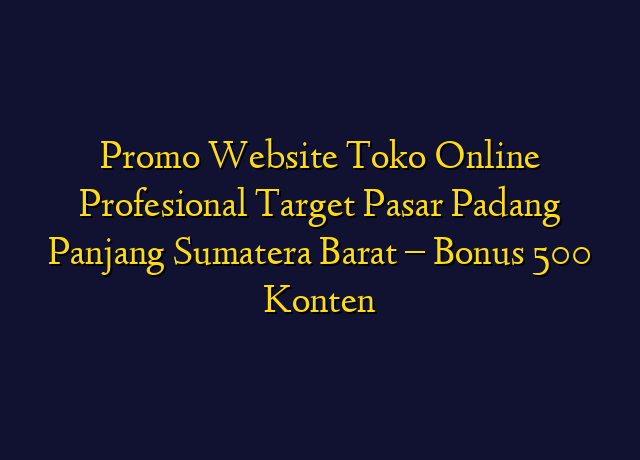 Promo Website Toko Online
Profesional Target Pasar Padang
Panjang Sumatera Barat – Bonus 500
Konten